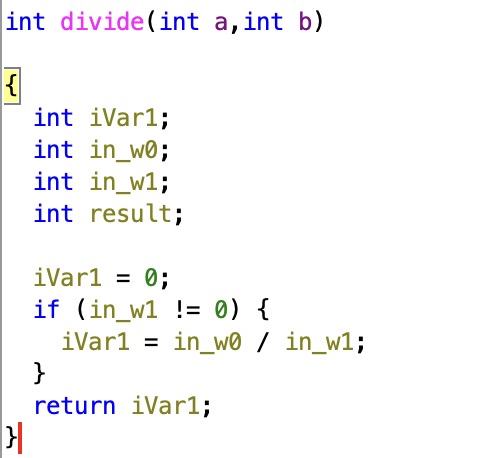 int divide(int a,int b)
{
int iVar1;
int in_w0;
int in_w1;
int result;
iVar1 = 0;
if (in_w1 != 0) {
iVar1 = in_w0 / in_w1;
}
return iVar1;
}